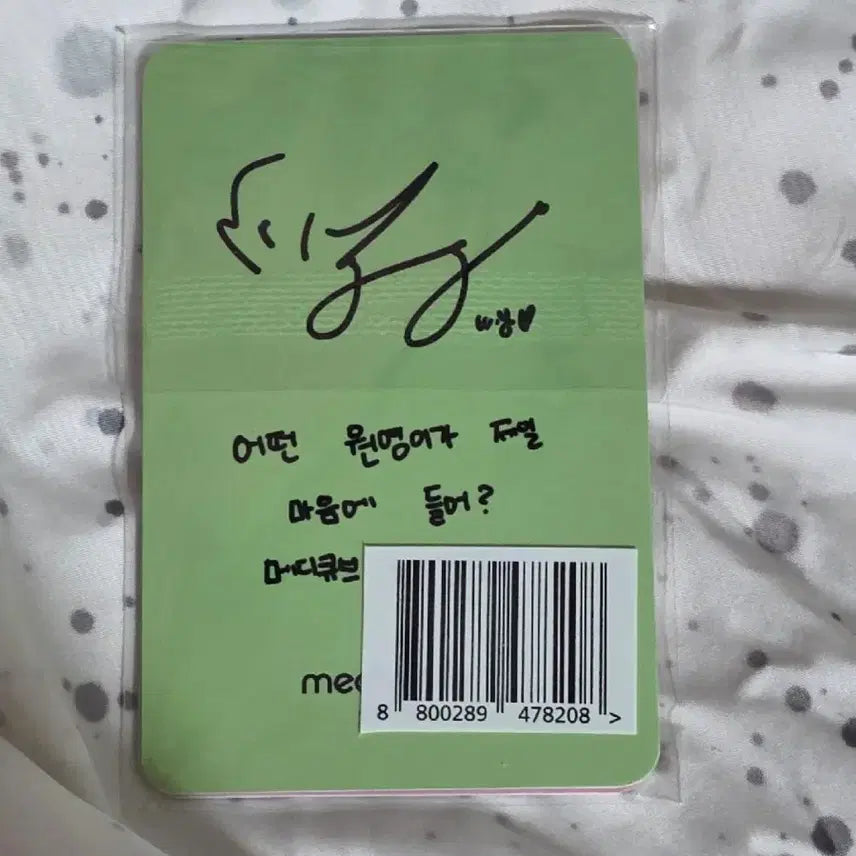 어떤 원영이가 제일
마음에 들어?
메디큐브
med
8 800289 478208 >